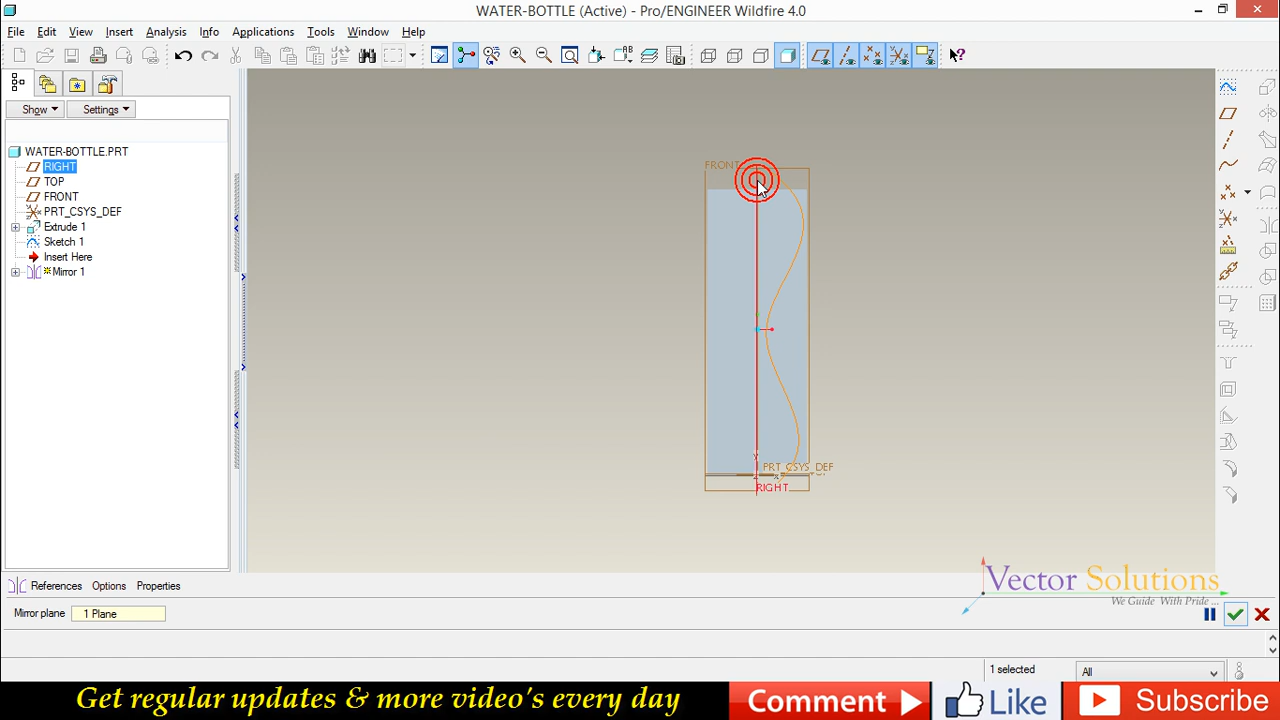 WATER-BOTTLE (Active) - Pro/ENGINEER Wildfire 4.0
File Edit View Insert Analysis Info Applications Tools Window Help
Show Settings
WATER-BOTTLE.PRT
RIGHT
TOP
FRONT
PRT_CSYS_DEF
Extrude 1
Sketch 1
Insert Here
Mirror 1
FRONT
Y
PRT_CSYS_DEF
RIGHT
Vector Solutions
We Guide With Pride ...
References Options Properties
Mirror plane 1 Plane
1 selected All
Get regular updates & more video's every day Comment Like Subscribe